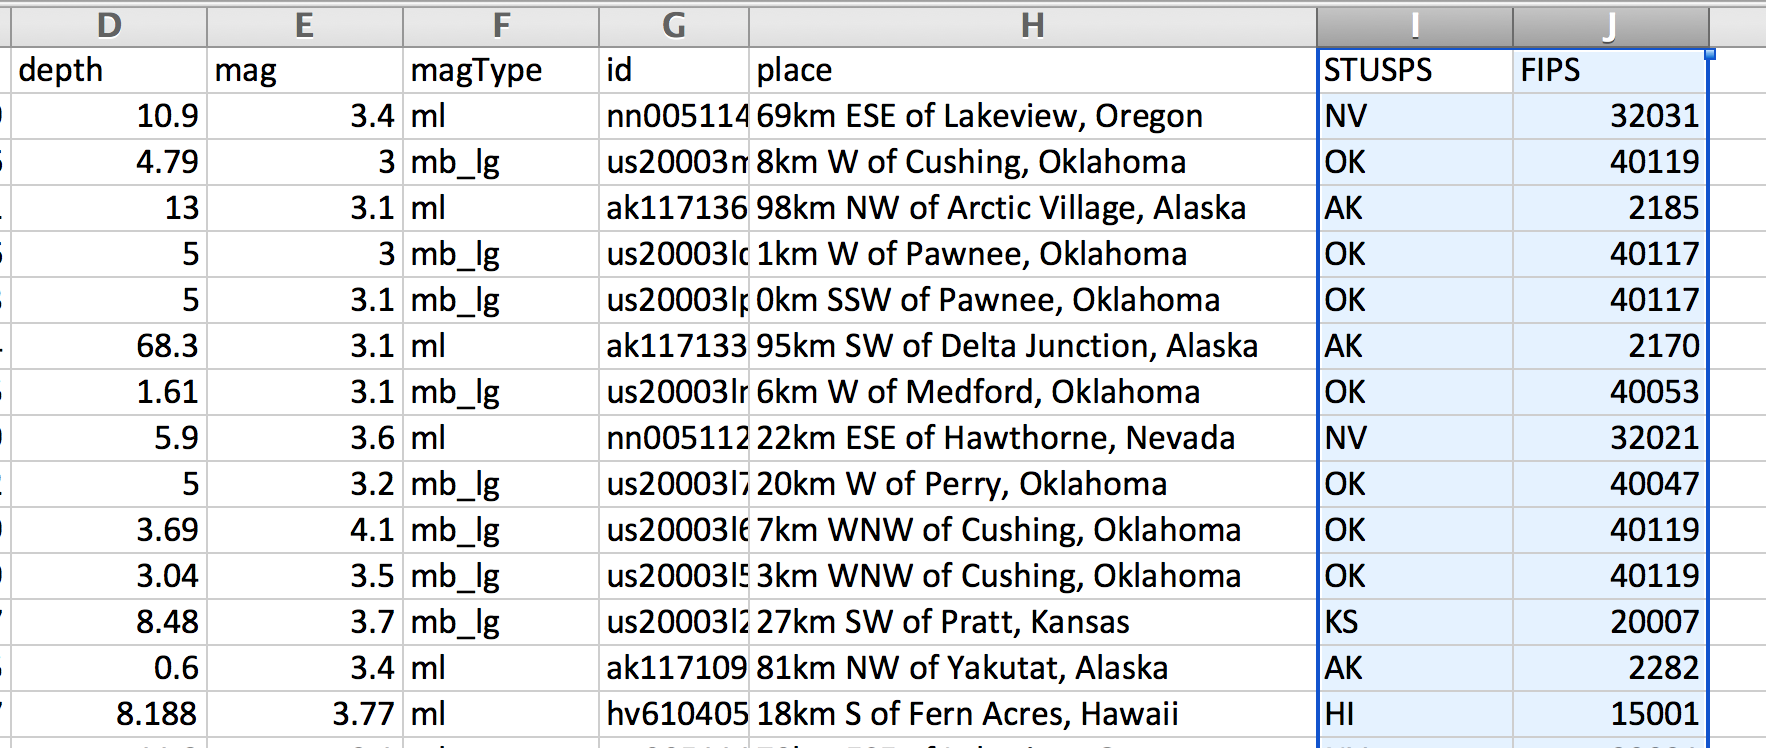 D E F G H I J
depth mag magType id place STUSPS FIPS
10.9 3.4 ml nn005114 69km ESE of Lakeview, Oregon NV 32031
4.79 3 mb_lg us20003m 8km W of Cushing, Oklahoma OK 40119
13 3.1 ml ak117136 98km NW of Arctic Village, Alaska AK 2185
5 3 mb_lg us20003l 1km W of Pawnee, Oklahoma OK 40117
5 3.1 mb_lg us20003lp 0km SSW of Pawnee, Oklahoma OK 40117
68.3 3.1 ml ak117133 95km SW of Delta Junction, Alaska AK 2170
1.61 3.1 mb_lg us20003l 6km W of Medford, Oklahoma OK 40053
5.9 3.6 ml nn005112 22km ESE of Hawthorne, Nevada NV 32021
5 3.2 mb_lg us20003l7 20km W of Perry, Oklahoma OK 40047
3.69 4.1 mb_lg us20003l6 7km WNW of Cushing, Oklahoma OK 40119
3.04 3.5 mb_lg us20003l5 3km WNW of Cushing, Oklahoma OK 40119
8.48 3.7 mb_lg us20003l2 27km SW of Pratt, Kansas KS 20007
0.6 3.4 ml ak117109 81km NW of Yakutat, Alaska AK 2282
8.188 3.77 ml hv610405 18km S of Fern Acres, Hawaii HI 15001